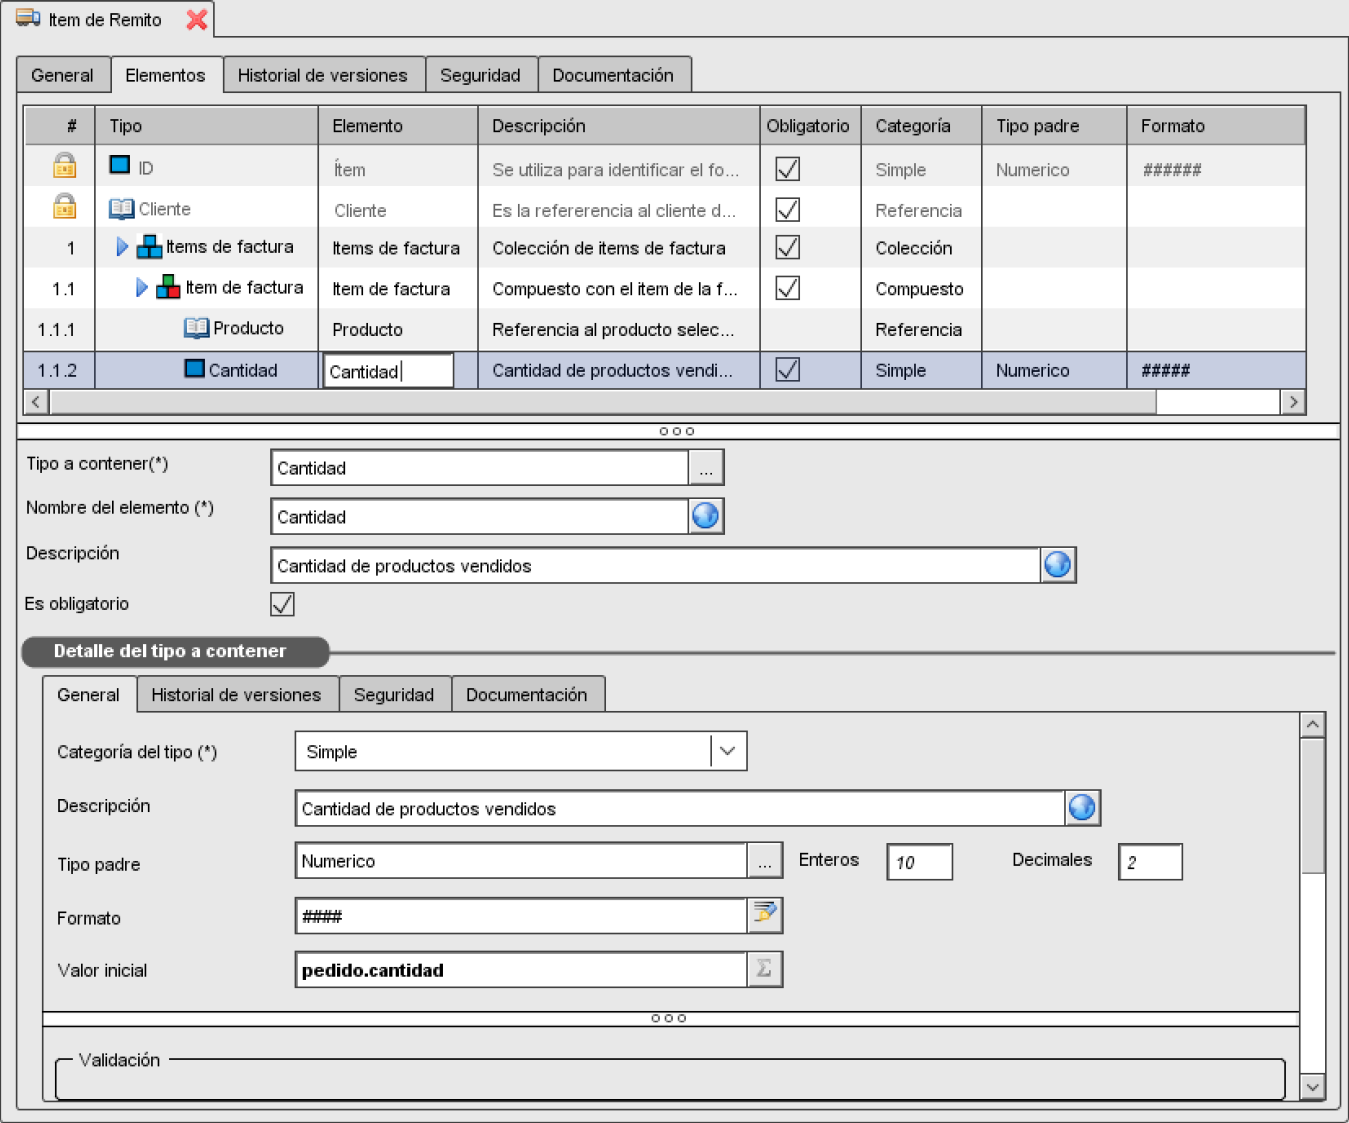 Item de Remito
General Elementos Historial de versiones Seguridad Documentación
# Tipo Elemento Descripción Obligatorio Categoría Tipo padre Formato
ID Ítem Se utiliza para identificar el fo... Simple Numerico ######
Cliente Cliente Es la refererencia al cliente d... Referencia
1 Items de factura Items de factura Colección de items de factura Colección
1.1 Item de factura Item de factura Compuesto con el item de la f... Compuesto
1.1.1 Producto Producto Referencia al producto selec... Referencia
1.1.2 Cantidad Cantidad Cantidad de productos vendi... Simple Numerico #####
Tipo a contener(*) Cantidad ...
Nombre del elemento (*) Cantidad
Descripción Cantidad de productos vendidos
Es obligatorio
Detalle del tipo a contener
General Historial de versiones Seguridad Documentación
Categoría del tipo (*) Simple
Descripción Cantidad de productos vendidos
Tipo padre Numerico ... Enteros 10 Decimales 2
Formato ####
Valor inicial pedido.cantidad Σ
Validación